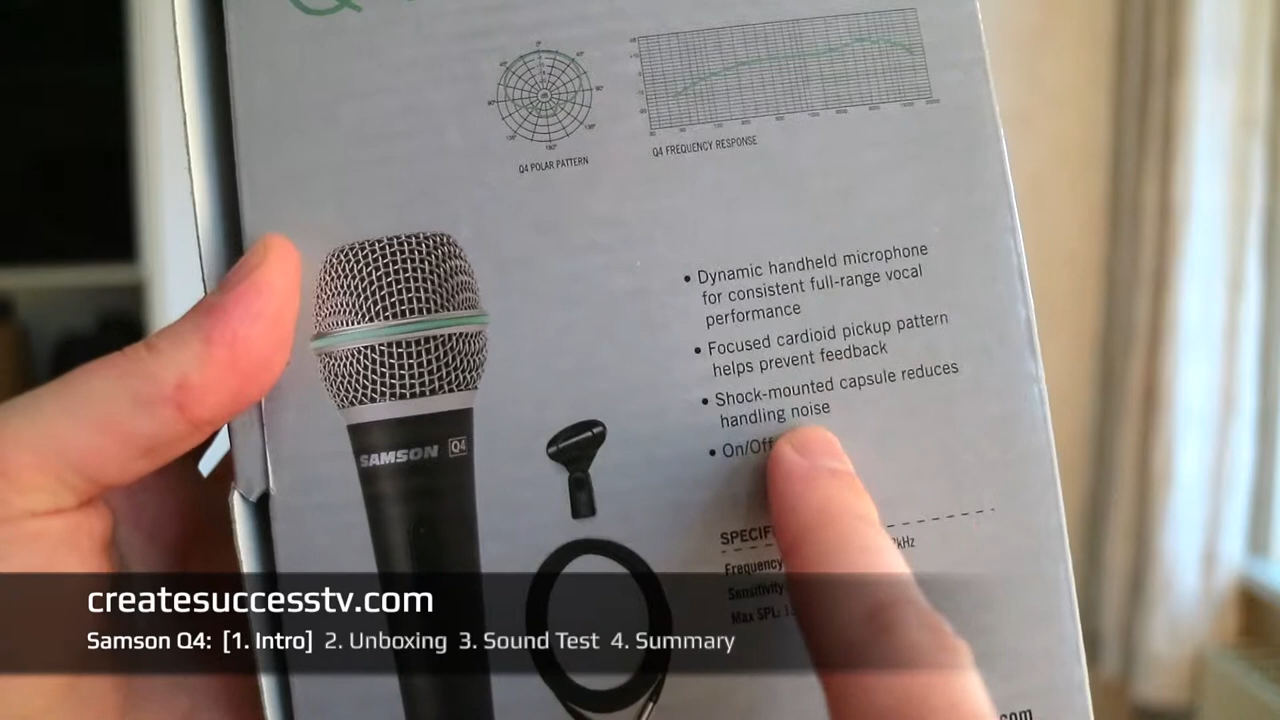 Q4 POLAR PATTERN
Q4 FREQUENCY RESPONSE
• Dynamic handheld microphone
for consistent full-range vocal
performance
• Focused cardioid pickup pattern
helps prevent feedback
• Shock-mounted capsule reduces
handling noise
• On/Off
SAMSON Q4
Frequency
Sensitivity
Max SPL:
createsuccesstv.com
Samson Q4: [1. Intro] 2. Unboxing 3. Sound Test 4. Summary